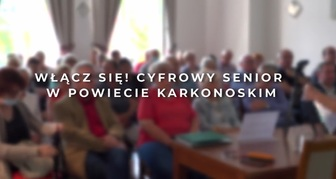 WŁĄCZ SIĘ! CYFROWY SENIOR
W POWIECIE KARKONOSKIM